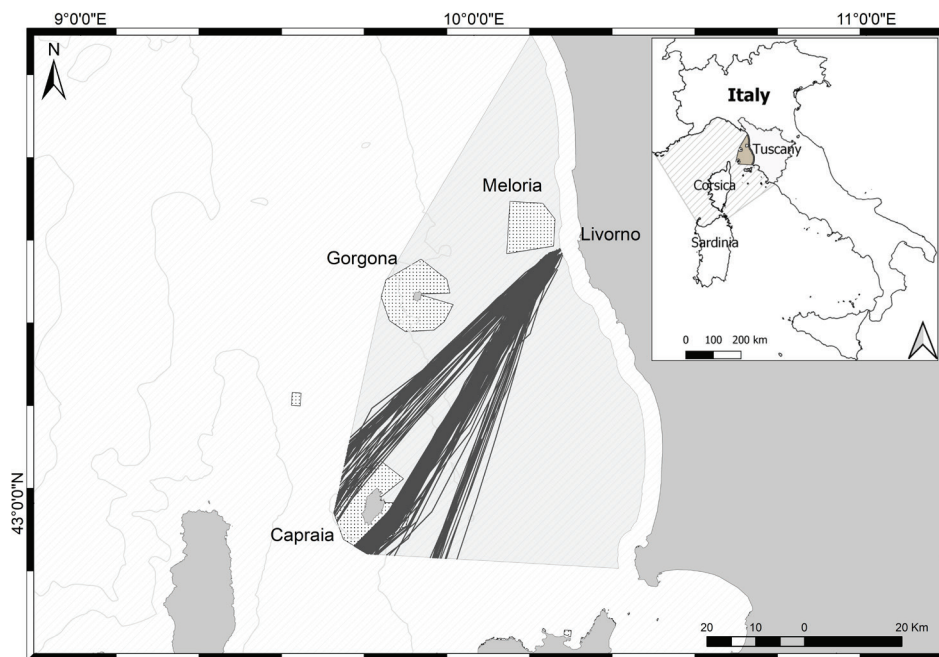 9°0'0"E 10°0'0"E 11°0'0"E
N
Italy
Tuscany
Corsica
Sardinia
0 100 200 km
Meloria
Livorno
Gorgona
43°0'0"N
Capraia
20 10 0 20 Km